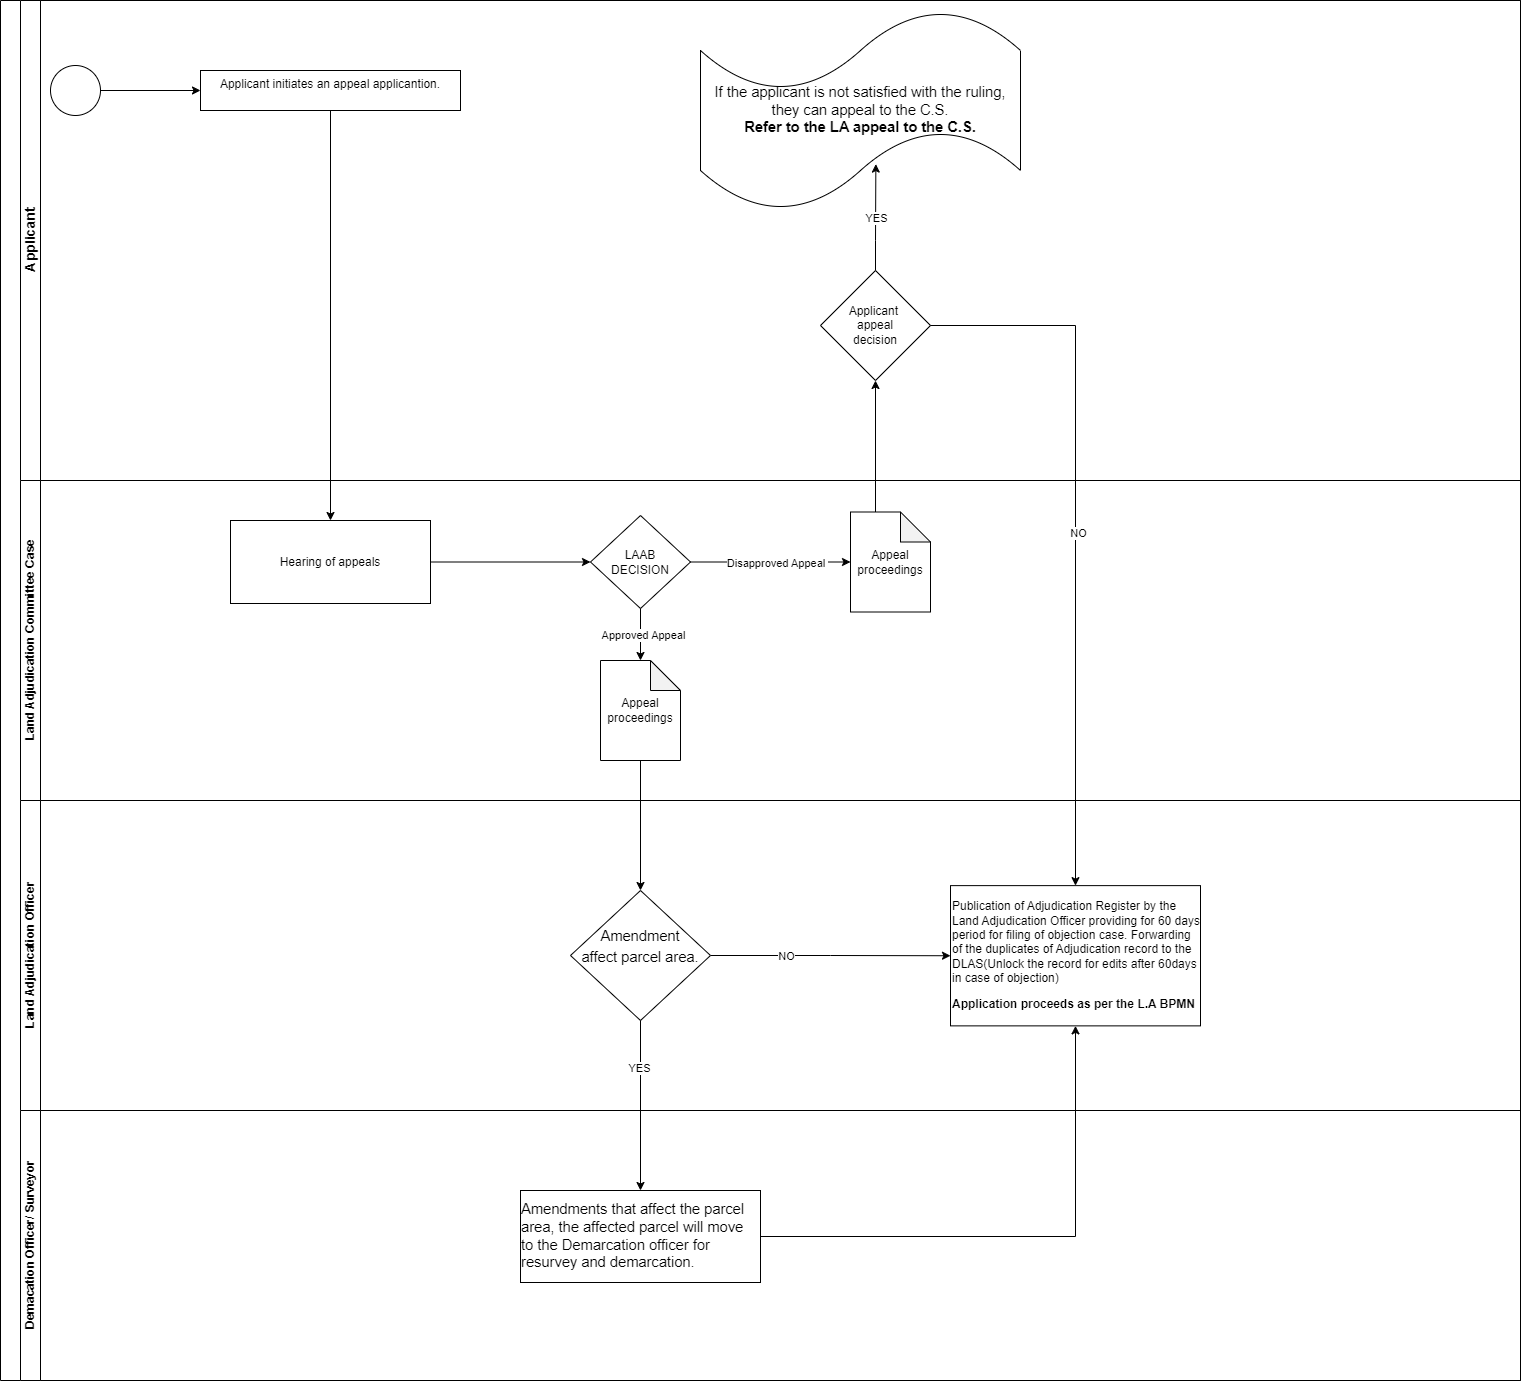 Applicant
Applicant initiates an appeal applicantion.
If the applicant is not satisfied with the ruling,
they can appeal to the C.S.
Refer to the LA appeal to the C.S.
YES
Applicant
appeal
decision
Land Adjudication Committee Case
Hearing of appeals
LAAB
DECISION
Disapproved Appeal
Appeal
proceedings
NO
Approved Appeal
Appeal
proceedings
Land Adjudication Officer
Amendment
affect parcel area.
NO
Publication of Adjudication Register by the
Land Adjudication Officer providing for 60 days
period for filing of objection case. Forwarding
of the duplicates of Adjudication record to the
DLAS(Unlock the record for edits after 60days
in case of objection)
Application proceeds as per the L.A BPMN
YES
Demacation Officer/ Surveyor
Amendments that affect the parcel
area, the affected parcel will move
to the Demarcation officer for
resurvey and demarcation.